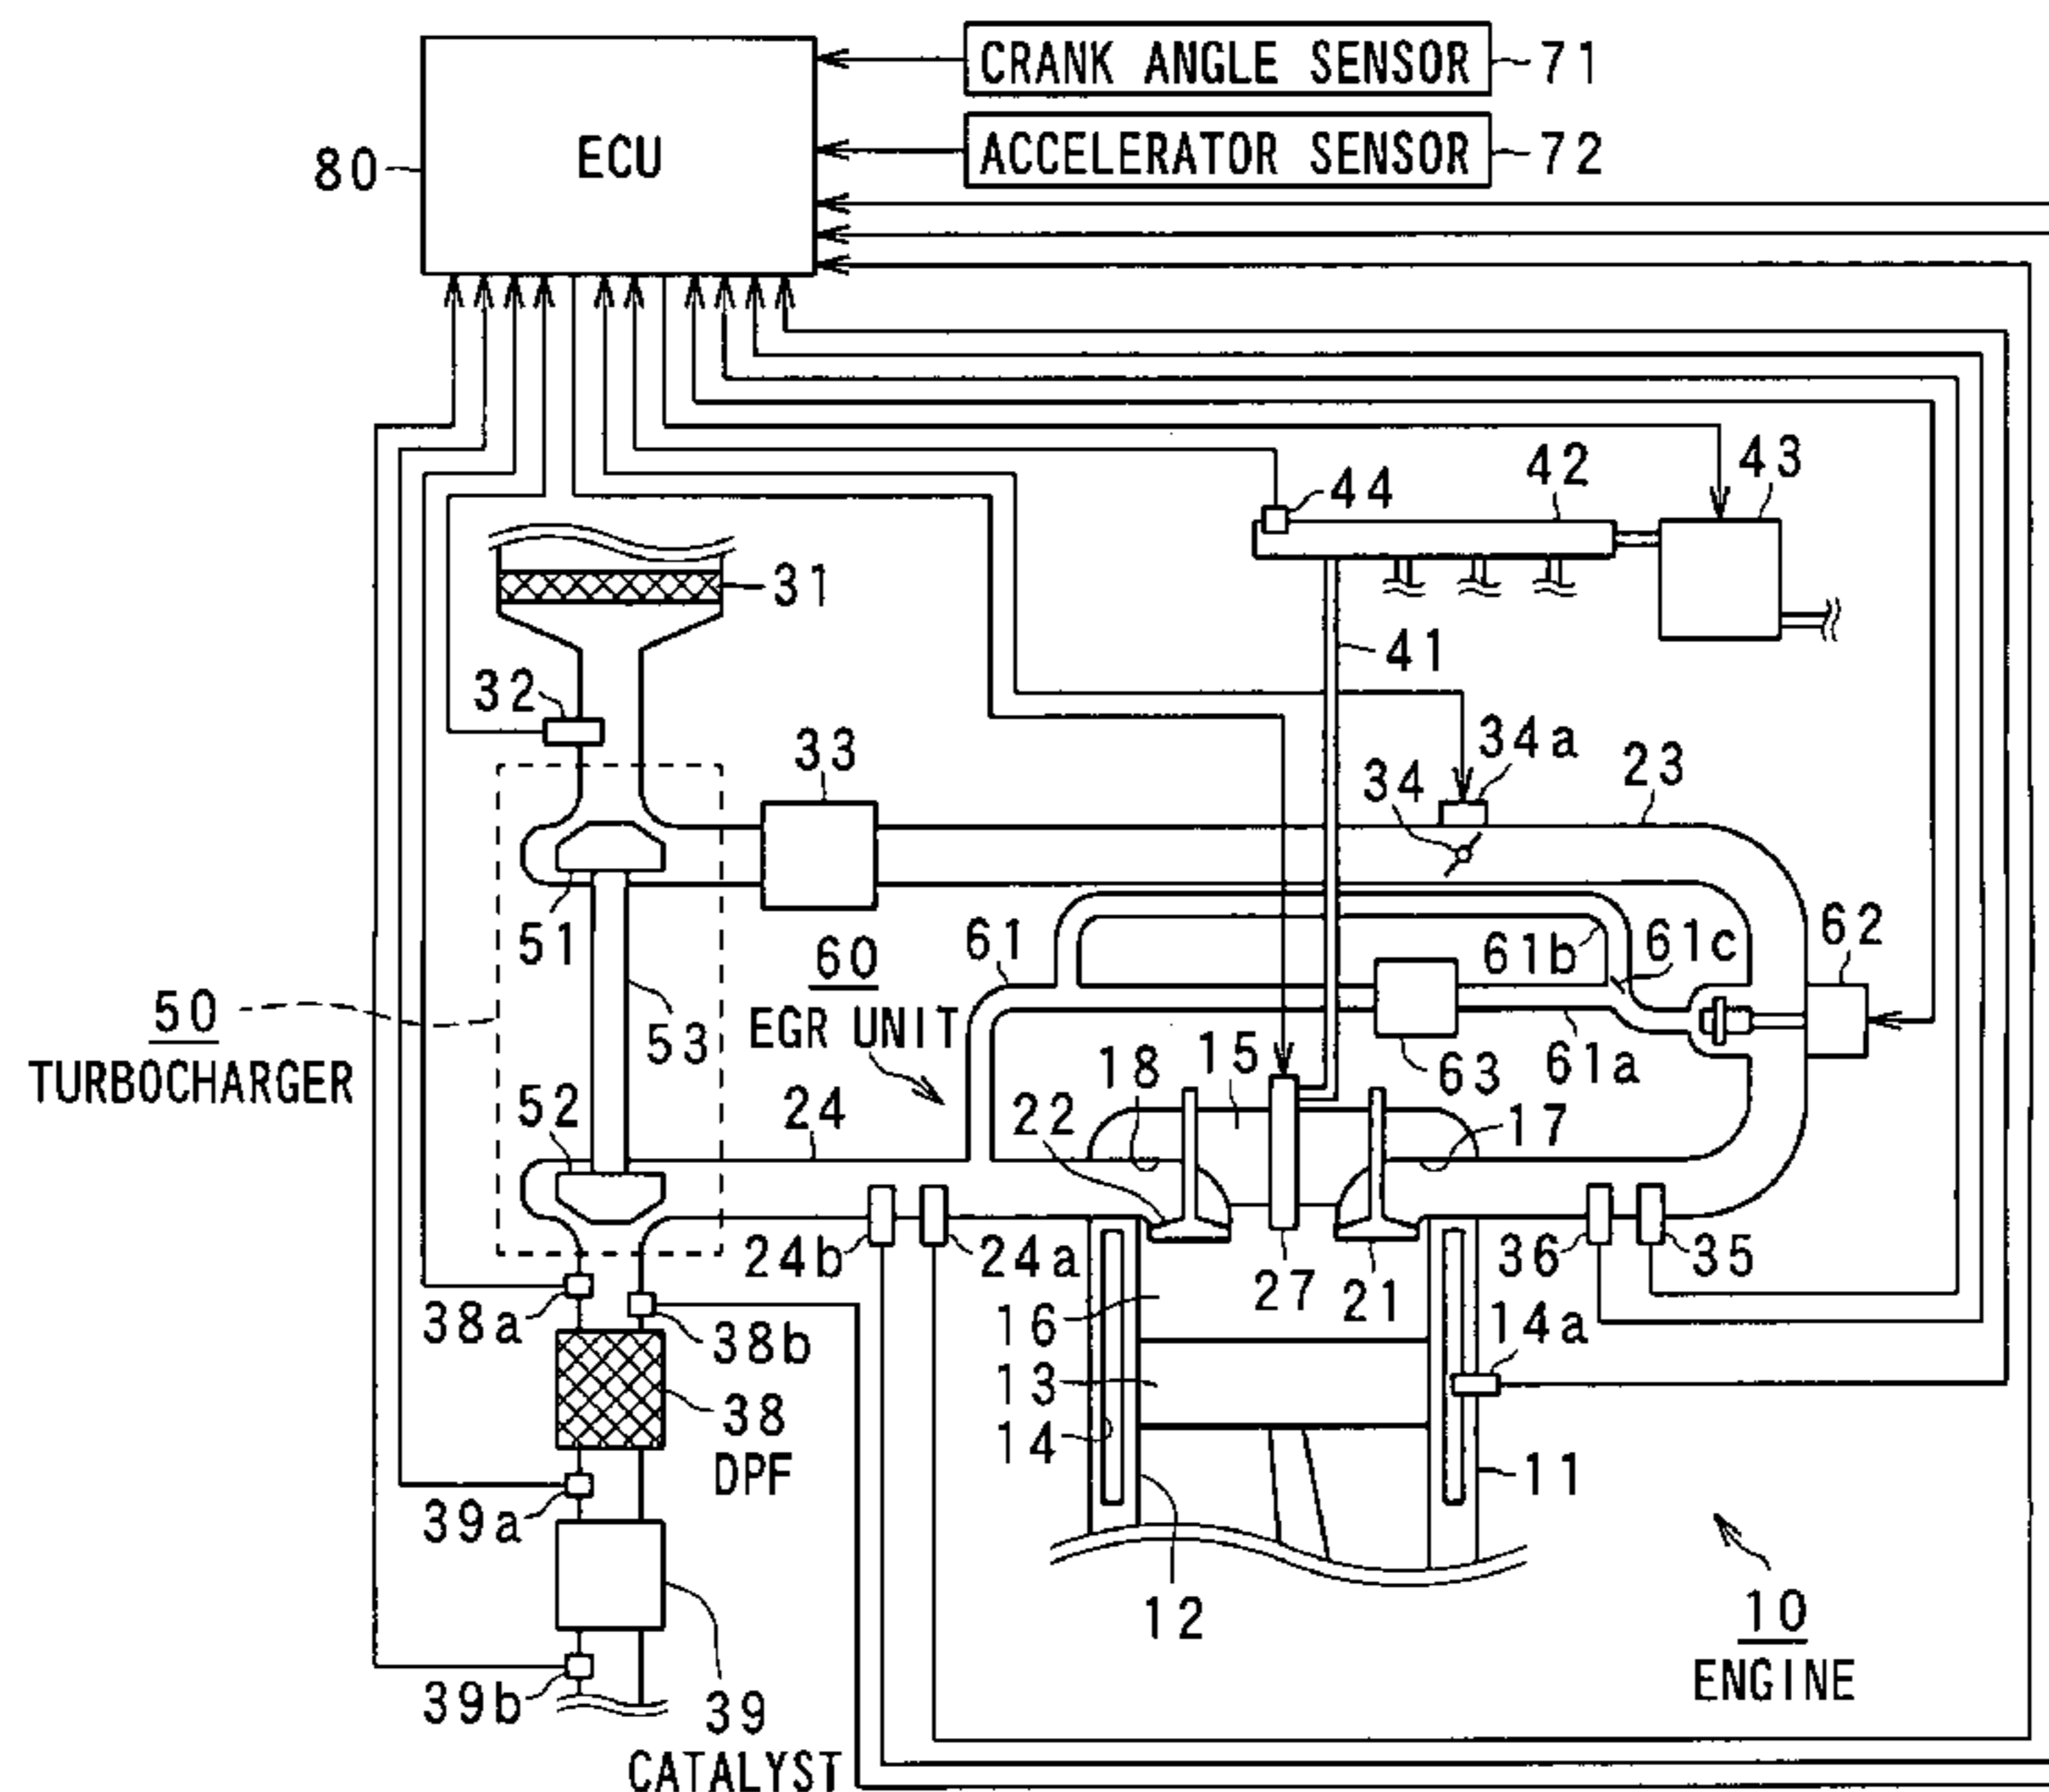 CRANK ANGLE SENSOR 71
80 ECU ACCELERATOR SENSOR 72
44 42 43
31
41
32
33 34 34a 23
51 61 60 61b 61c 62
50 53 EGR UNIT
TURBOCHARGER
52 24 22 18 15 63 61a
17
24b 24a 27 21 36 35
38a 38b 16 14a
13
38 14
DPF
39a 11
12
10
39b 39 ENGINE
CATALYST